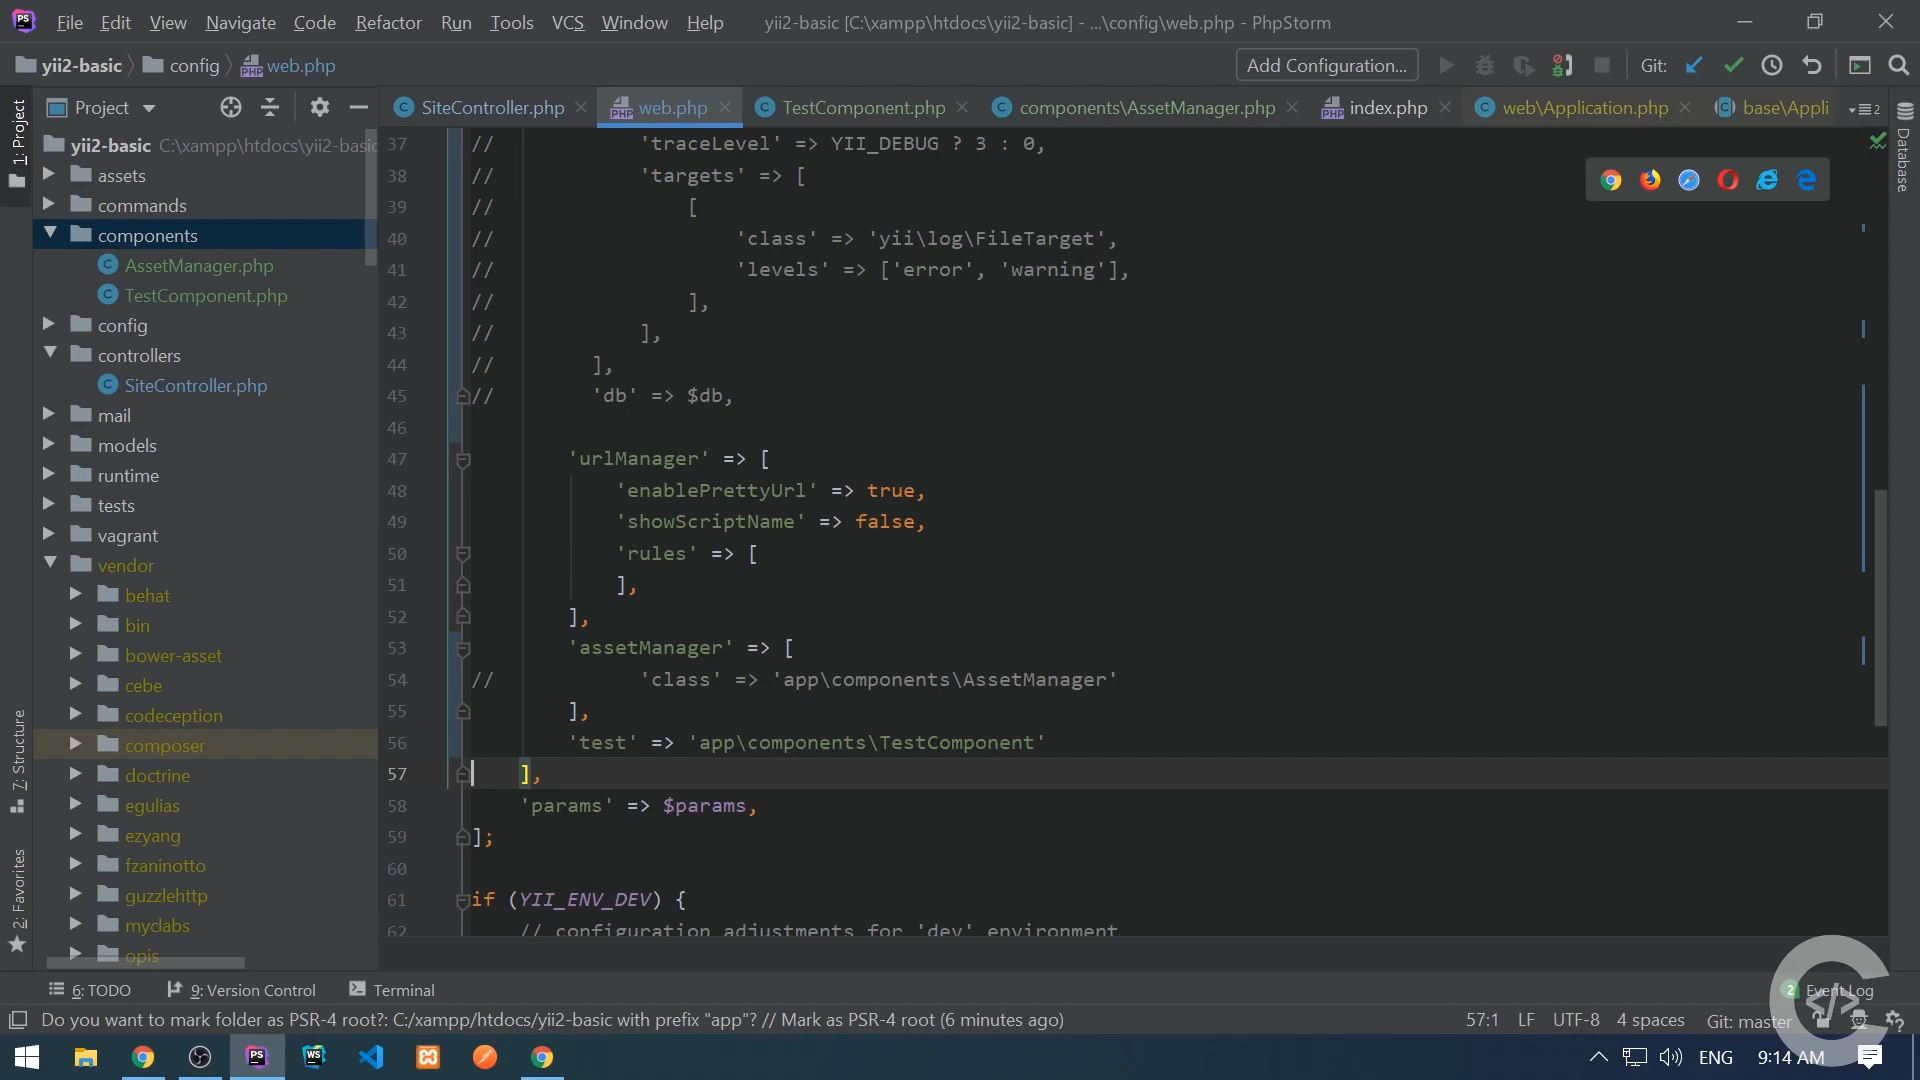 PS File Edit View Navigate Code Refactor Run Tools VCS Window Help yii2-basic [C:\xampp\htdocs\yii2-basic] - ...\config\web.php - PhpStorm
yii2-basic config web.php Add Configuration... Git:
Project SiteController.php web.php TestComponent.php components\AssetManager.php index.php web\Application.php base\Appli 2
1: Project
Database
yii2-basic C:\xampp\htdocs\yii2-basic
assets
commands
components
AssetManager.php
TestComponent.php
config
controllers
SiteController.php
mail
models
runtime
tests
vagrant
vendor
behat
bin
bower-asset
cebe
codeception
composer
doctrine
egulias
ezyang
fzaninotto
guzzlehttp
myclabs
opis
7: Structure
2: Favorites
37 // 'traceLevel' => YII_DEBUG ? 3 : 0,
38 // 'targets' => [
39 // [
40 // 'class' => 'yii\log\FileTarget',
41 // 'levels' => ['error', 'warning'],
42 // ],
43 // ],
44 // ],
45 // 'db' => $db,
46
47 'urlManager' => [
48 'enablePrettyUrl' => true,
49 'showScriptName' => false,
50 'rules' => [
51 ],
52 ],
53 'assetManager' => [
54 // 'class' => 'app\components\AssetManager'
55 ],
56 'test' => 'app\components\TestComponent'
57 ],
58 'params' => $params,
59 ];
60
61 if (YII_ENV_DEV) {
62 // configuration adjustments for 'dev' environment
6: TODO 9: Version Control Terminal 2 Event Log
Do you want to mark folder as PSR-4 root?: C:/xampp/htdocs/yii2-basic with prefix "app"? // Mark as PSR-4 root (6 minutes ago) 57:1 LF UTF-8 4 spaces Git: master
PS WS ENG 9:14 AM